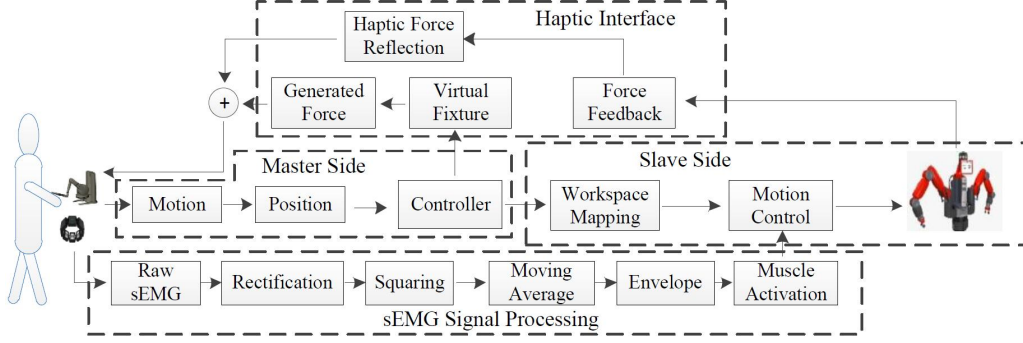 Haptic Interface
Haptic Force
Reflection
+
Generated
Force
Virtual
Fixture
Force
Feedback
Master Side
Motion
Position
Controller
Slave Side
Workspace
Mapping
Motion
Control
Raw
sEMG
Rectification
Squaring
Moving
Average
Envelope
Muscle
Activation
sEMG Signal Processing